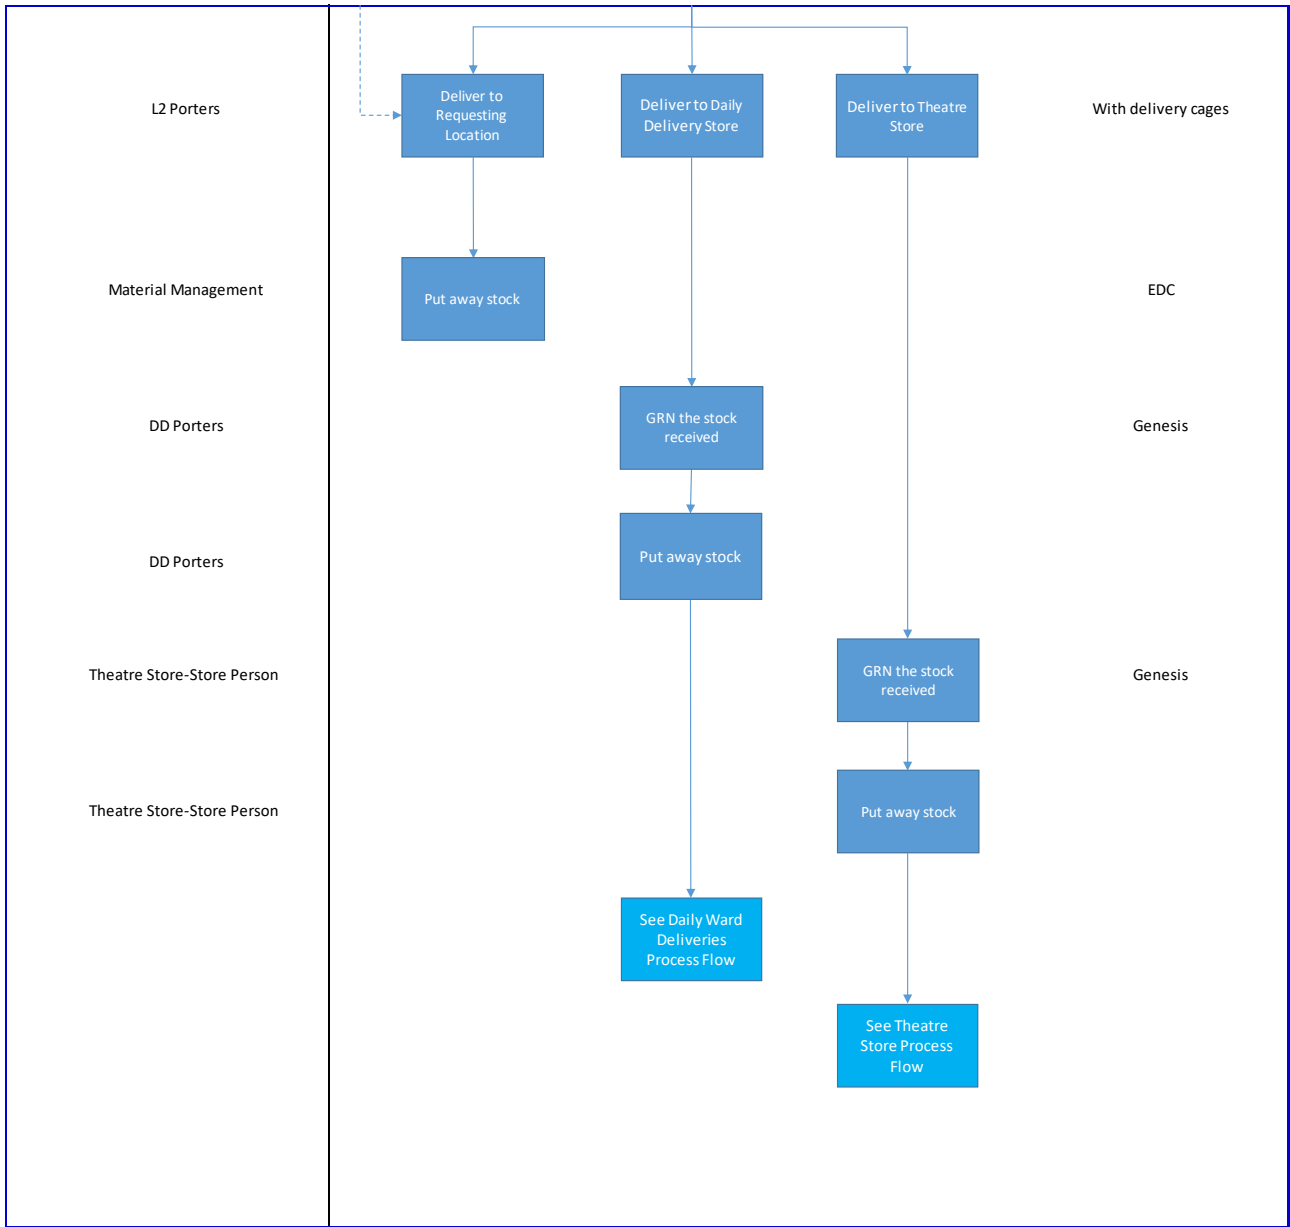 L2 Porters
Deliver to
Requesting
Location
Deliver to Daily
Delivery Store
Deliver to Theatre
Store
With delivery cages
Material Management
Put away stock
EDC
DD Porters
GRN the stock
received
Genesis
DD Porters
Put away stock
Theatre Store-Store Person
GRN the stock
received
Genesis
Theatre Store-Store Person
Put away stock
See Daily Ward
Deliveries
Process Flow
See Theatre
Store Process
Flow